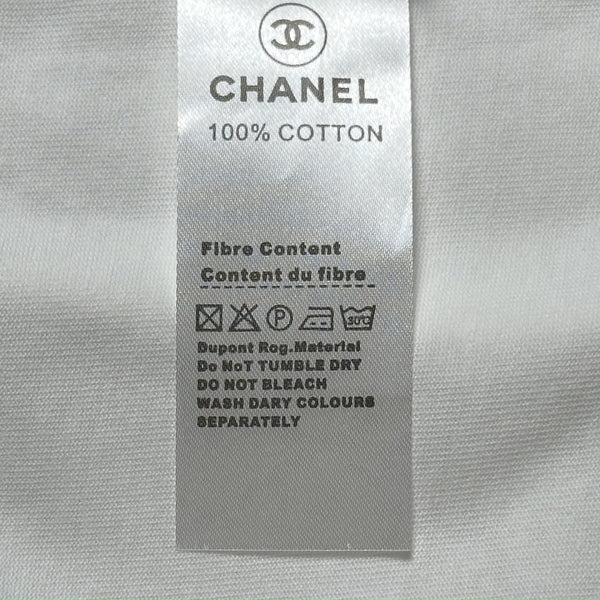 CHANEL
100% COTTON
Fibre Content
Content du fibre
P 30°C
Dupont Rog.Material
Do NoT TUMBLE DRY
DO NOT BLEACH
WASH DARY COLOURS
SEPARATELY